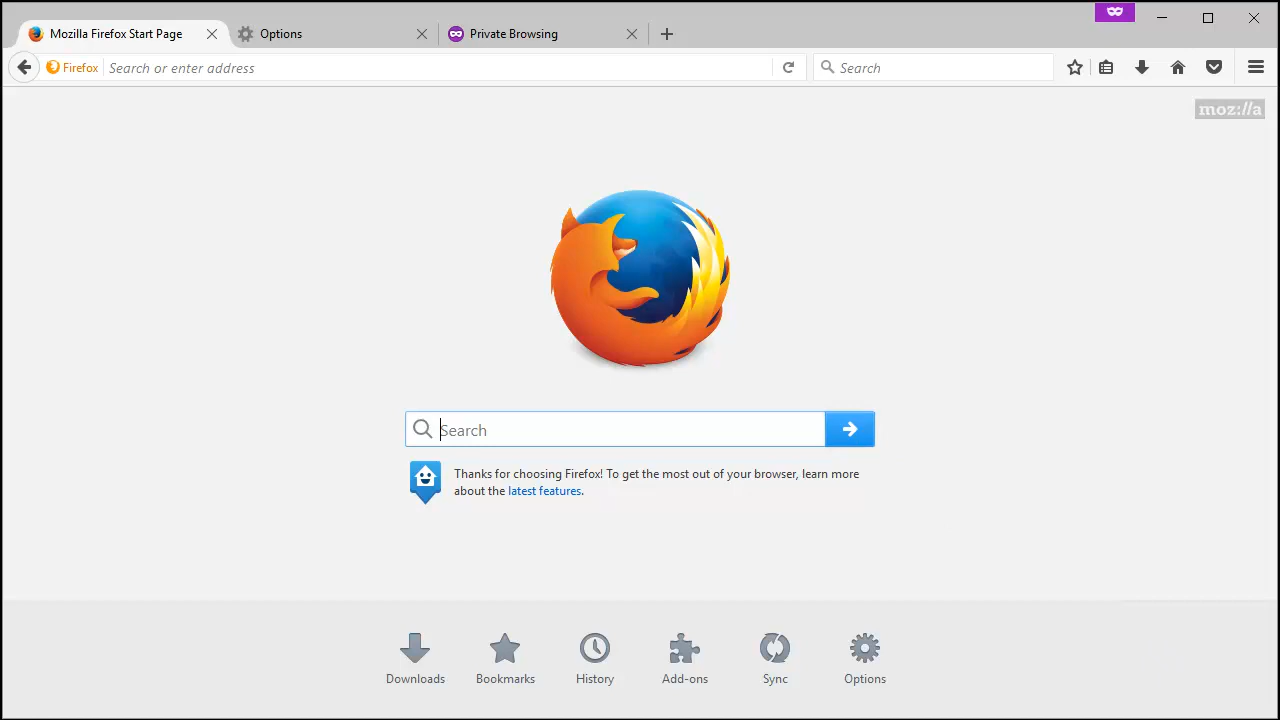 Mozilla Firefox Start Page
Options
Private Browsing
Firefox
Search or enter address
Search
moz://a
Search
Thanks for choosing Firefox! To get the most out of your browser, learn more
about the latest features.
Downloads
Bookmarks
History
Add-ons
Sync
Options